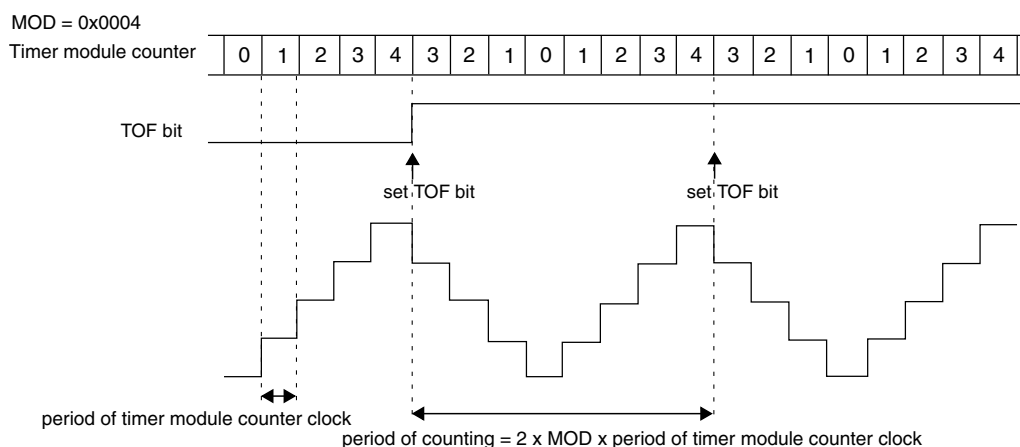 MOD = 0x0004
Timer module counter 0 1 2 3 4 3 2 1 0 1 2 3 4 3 2 1 0 1 2 3 4
TOF bit
set TOF bit set TOF bit
period of timer module counter clock
period of counting = 2 x MOD x period of timer module counter clock